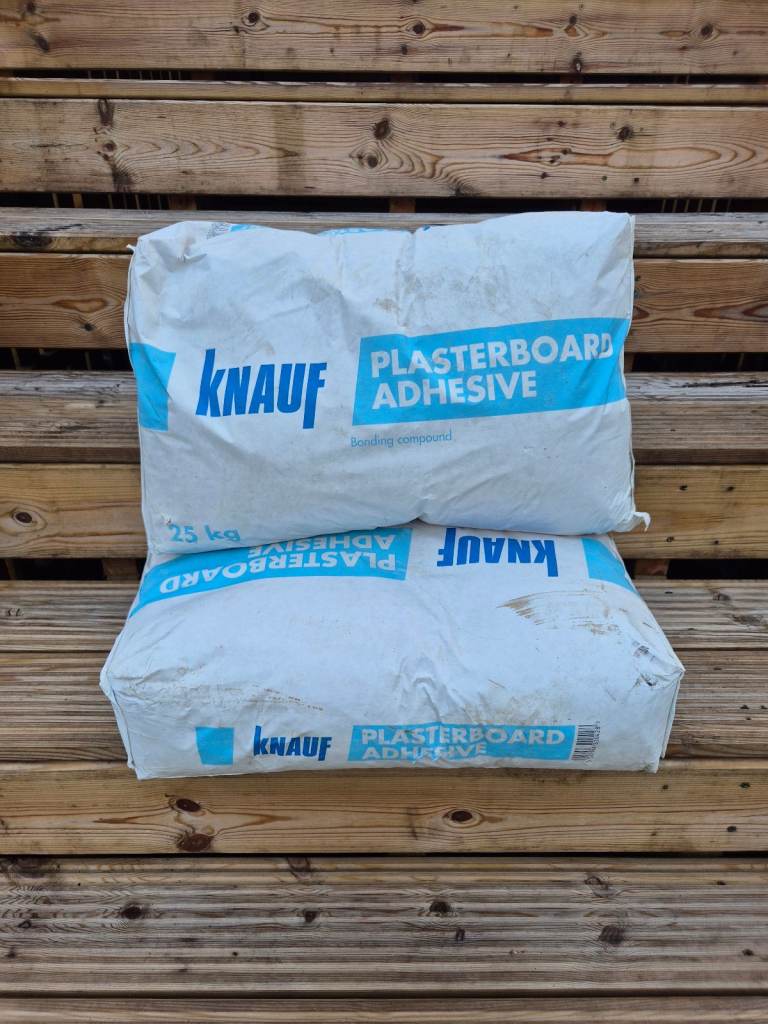 KNAUF
PLASTERBOARD
ADHESIVE
Bonding compound
25 kg
PLASTERBOARD
ADHESIVE
KNAUF
KNAUF
PLASTERBOARD
ADHESIVE